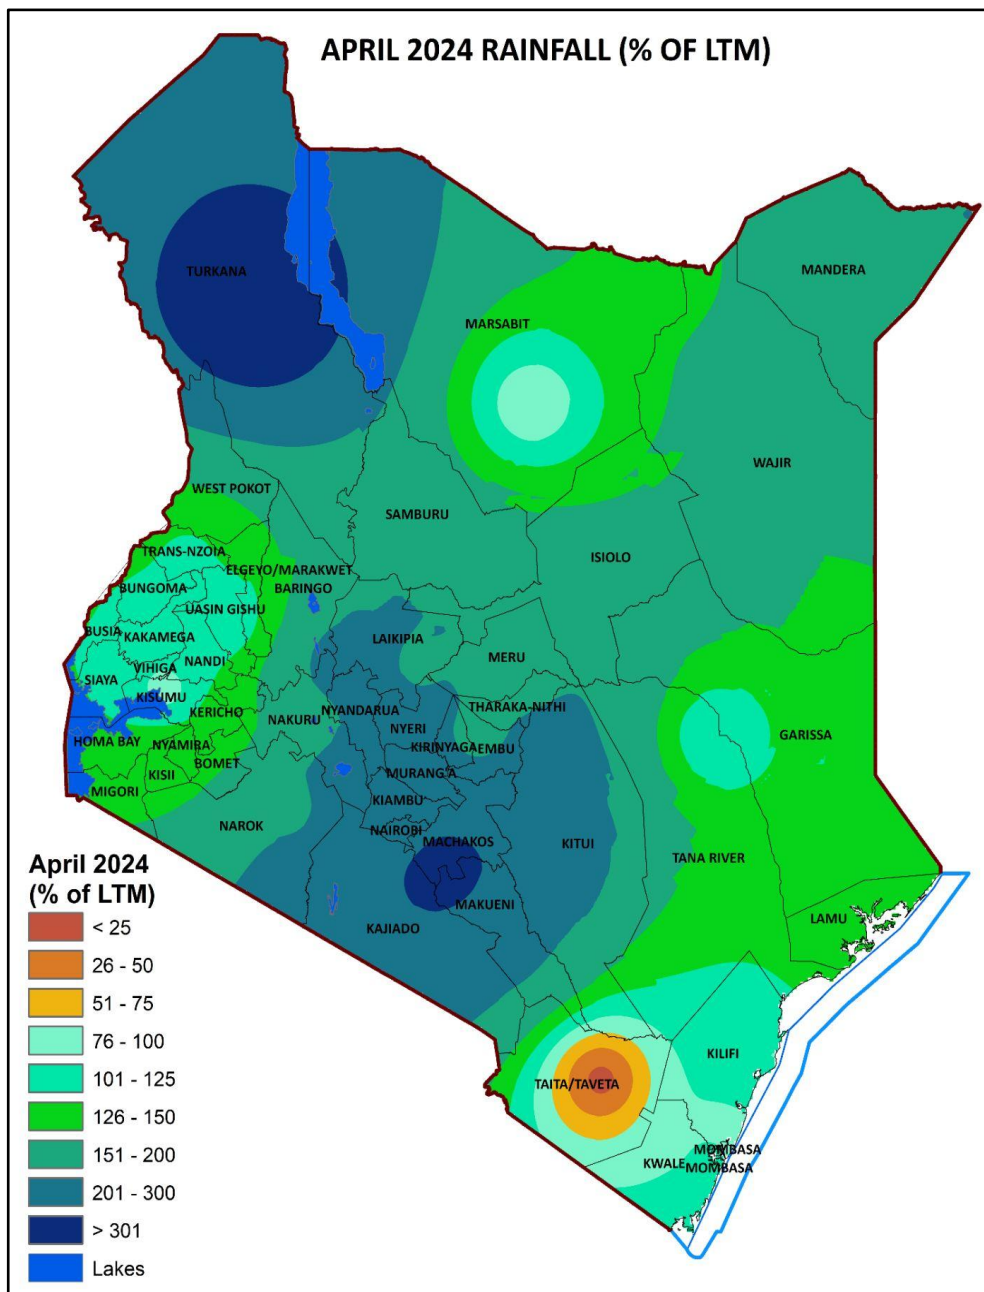 APRIL 2024 RAINFALL (% OF LTM)
TURKANA
MANDERA
MARSABIT
WAJIR
WEST POKOT
SAMBURU
ISIOLO
TRANS-NZOIA
ELGEYO/MARAKWET
BUNGOMA
BARINGO
UASIN GISHU
BUSIA
KAKAMEGA
LAIKIPIA
VIHIGA
NANDI
MERU
SIAYA
KISUMU
KERICHO
NYANDARUA
THARAKA-NITHI
NAKURU
NYERI
GARISSA
HOMA BAY
NYAMIRA
KIRINYAGA
EMBU
KISII
BOMET
MURANG'A
MIGORI
KIAMBU
NAROK
NAIROBI
MACHAKOS
KITUI
TANA RIVER
MAKUENI
LAMU
KAJIADO
KILIFI
TAITA/TAVETA
MOMBASA
KWALE
MOMBASA
April 2024
(% of LTM)
< 25
26 - 50
51 - 75
76 - 100
101 - 125
126 - 150
151 - 200
201 - 300
> 301
Lakes